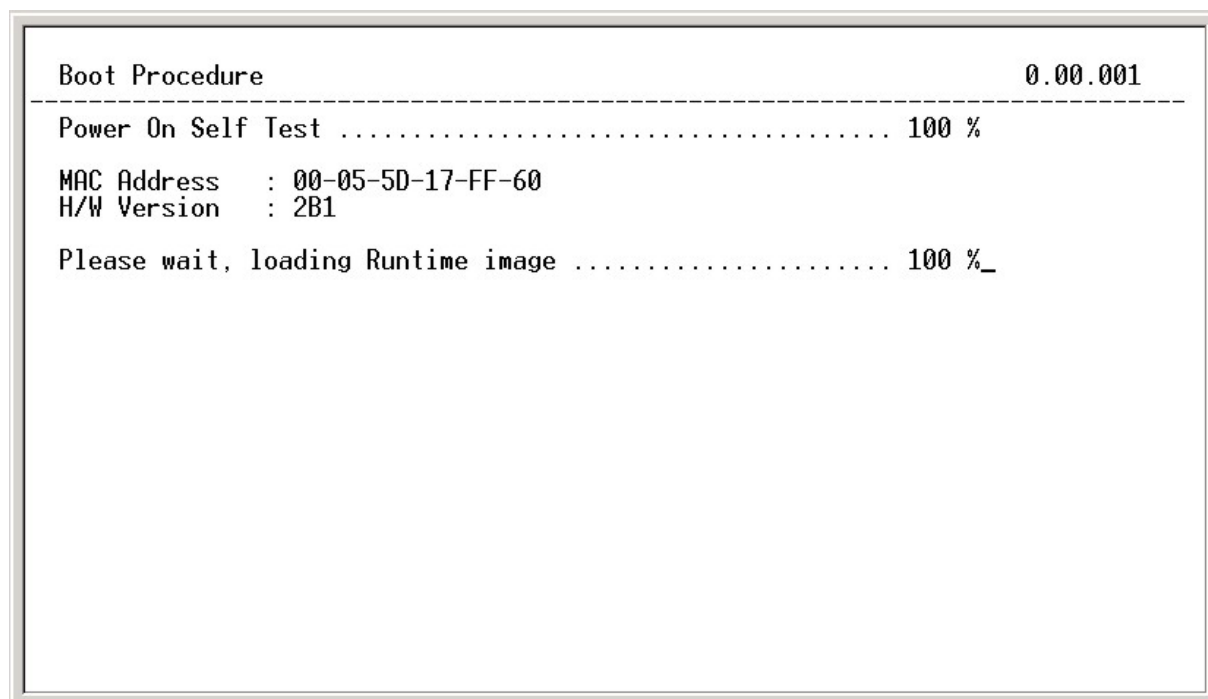 Boot Procedure 0.00.001
--------------------------------------------------------------------------------
Power On Self Test ...................................... 100 %
MAC Address : 00-05-5D-17-FF-60
H/W Version : 2B1
Please wait, loading Runtime image ...................... 100 %_